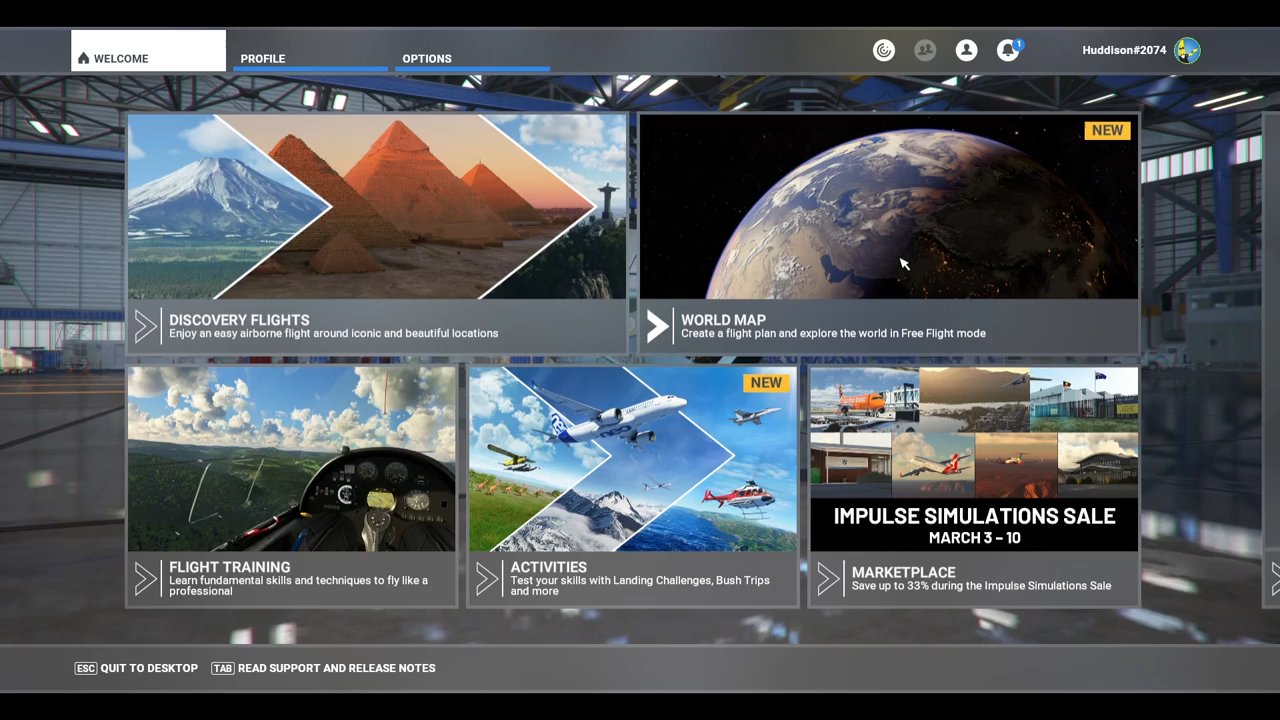 WELCOME
PROFILE
OPTIONS
1
Huddison#2074
NEW
DISCOVERY FLIGHTS
Enjoy an easy airborne flight around iconic and beautiful locations
WORLD MAP
Create a flight plan and explore the world in Free Flight mode
NEW
IMPULSE SIMULATIONS SALE
MARCH 3 – 10
FLIGHT TRAINING
Learn fundamental skills and techniques to fly like a
professional
ACTIVITIES
Test your skills with Landing Challenges, Bush Trips
and more
MARKETPLACE
Save up to 33% during the Impulse Simulations Sale
ESC QUIT TO DESKTOP TAB READ SUPPORT AND RELEASE NOTES